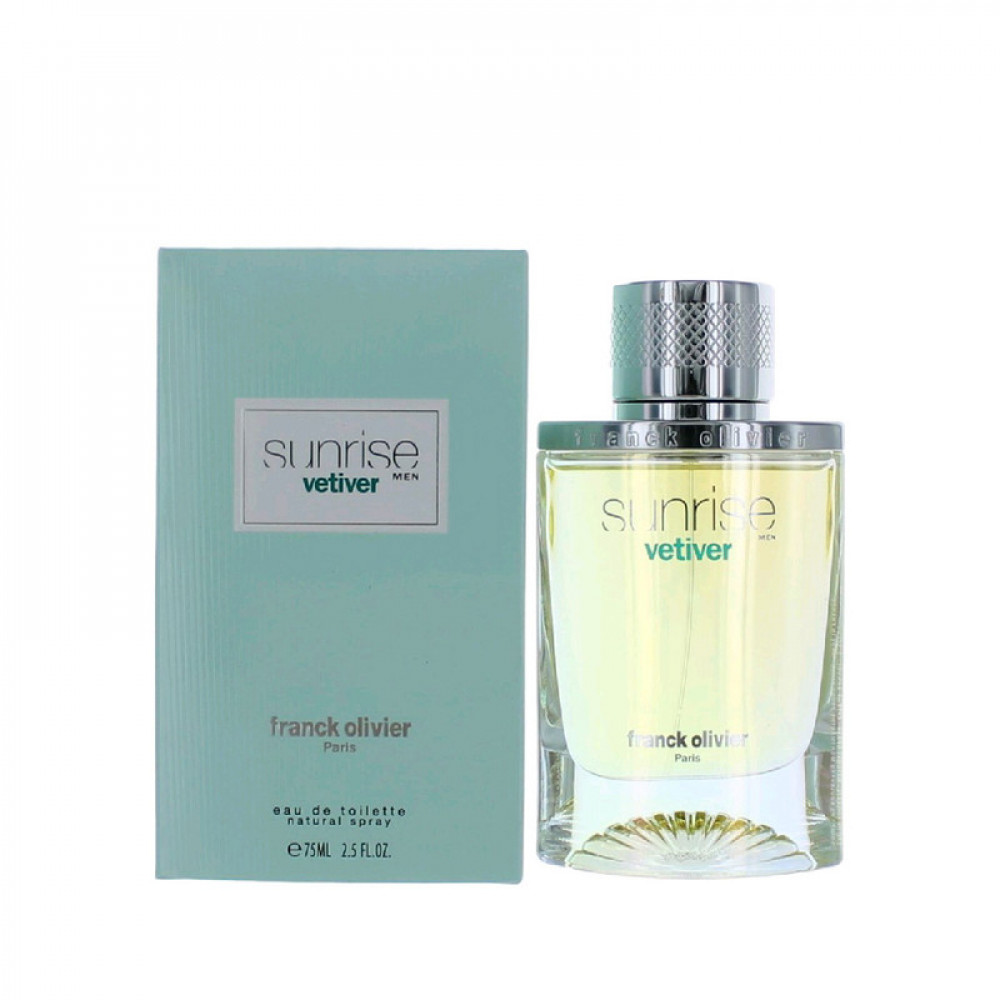 sunrise
MEN
vetiver
franck olivier
Paris
eau de toilette
natural spray
e 75ML 2.5 FL.OZ.
franck olivier
sunrise
MEN
vetiver
franck olivier
Paris